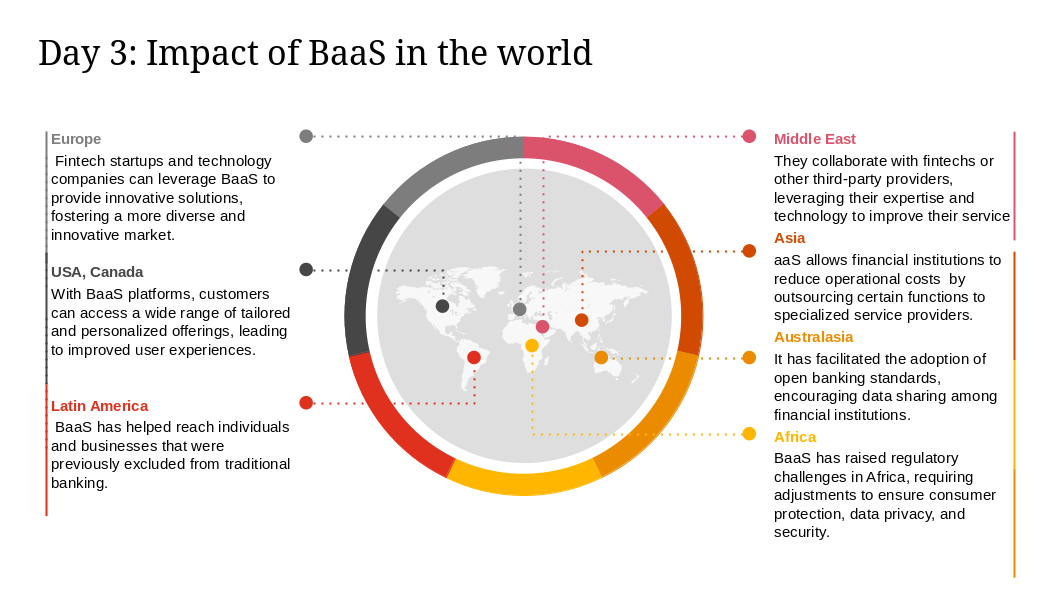 Day 3: Impact of BaaS in the world
Europe
Fintech startups and technology
companies can leverage BaaS to
provide innovative solutions,
fostering a more diverse and
innovative market.
USA, Canada
With BaaS platforms, customers
can access a wide range of tailored
and personalized offerings, leading
to improved user experiences.
Latin America
BaaS has helped reach individuals
and businesses that were
previously excluded from traditional
banking.
Middle East
They collaborate with fintechs or
other third-party providers,
leveraging their expertise and
technology to improve their service
Asia
aaS allows financial institutions to
reduce operational costs  by
outsourcing certain functions to
specialized service providers.
Australasia
It has facilitated the adoption of
open banking standards,
encouraging data sharing among
financial institutions.
Africa
BaaS has raised regulatory
challenges in Africa, requiring
adjustments to ensure consumer
protection, data privacy, and
security.